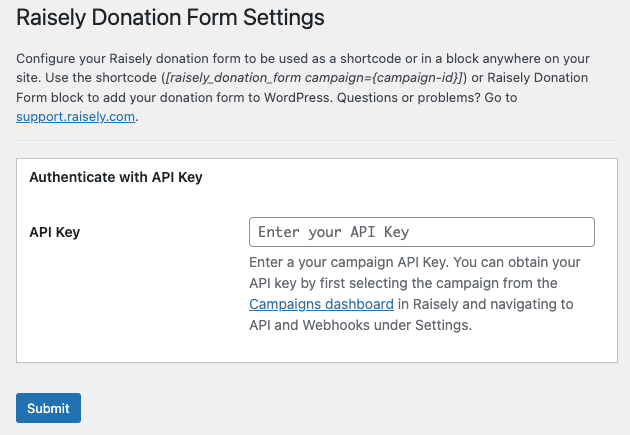 Raisely Donation Form Settings
Configure your Raisely donation form to be used as a shortcode or in a block anywhere on your
site. Use the shortcode ([raisely_donation_form campaign={campaign-id}]) or Raisely Donation
Form block to add your donation form to WordPress. Questions or problems? Go to
support.raisely.com.
Authenticate with API Key
API Key
Enter your API Key
Enter a your campaign API Key. You can obtain your
API key by first selecting the campaign from the
Campaigns dashboard in Raisely and navigating to
API and Webhooks under Settings.
Submit